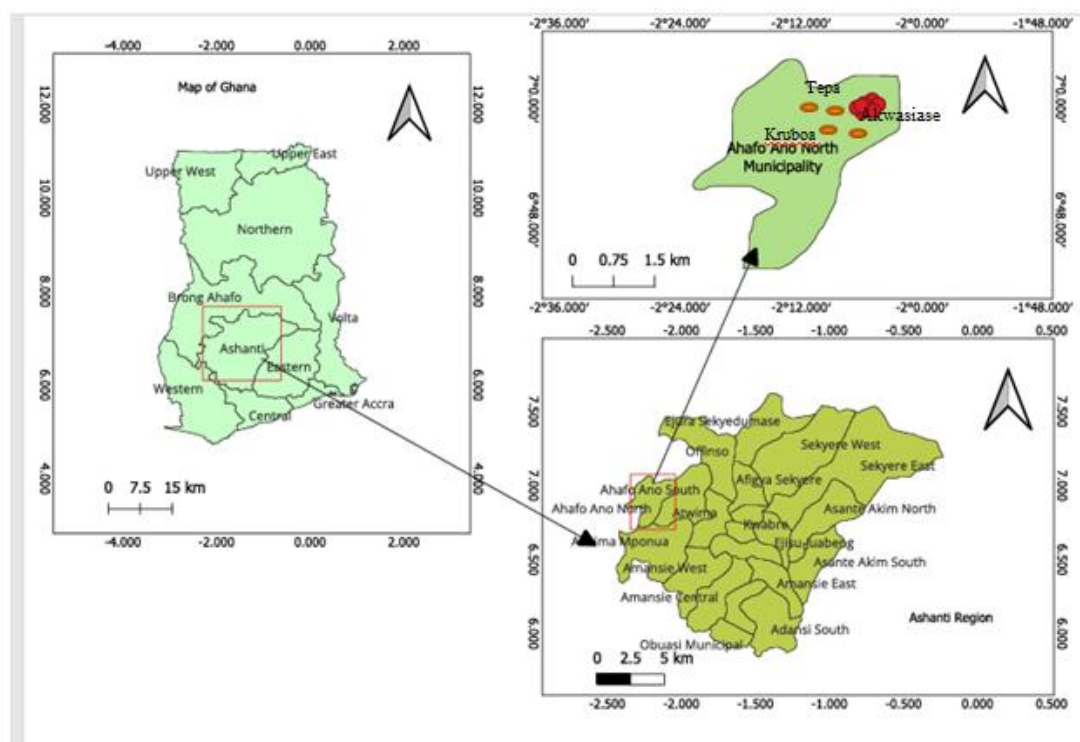 -4.000 -2.000 0.000 2.000
Map of Ghana
12.000 12.000
Upper East
Upper West
10.000 10.000
Northern
8.000 8.000
Brong Ahafo
Volta
Ashanti
Eastern
6.000 6.000
Western
Greater Accra
Central
4.000 4.000
0 7.5 15 km
-4.000 -2.000 0.000 2.000
-2°36.000' -2°24.000' -2°12.000' -2°0.000' -1°48.000'
7°0.000' 7°0.000'
Tepa
Akwasiase
Kruboa
Ahafo Ano North
Municipality
6°48.000' 6°48.000'
0 0.75 1.5 km
-2°36.000' -2°24.000' -2°12.000' -2°0.000' -1°48.000'
-2.500 -2.000 -1.500 -1.000 -0.500 0.000 0.500
7.500 7.500
Ejura Sekyedumase
Sekyere West
Offinso
Sekyere East
Afigya Sekyere
7.000 7.000
Ahafo Ano South
Ahafo Ano North
Atwima
Asante Akim North
Kwabre
Mponua
Ejisu-Juabeng
6.500 6.500
Asante Akim South
Amansie West
Amansie East
Amansie Central
Ashanti Region
Adansi South
6.000 6.000
Obuasi Municipal
0 2.5 5 km
-2.500 -2.000 -1.500 -1.000 -0.500 0.000 0.500